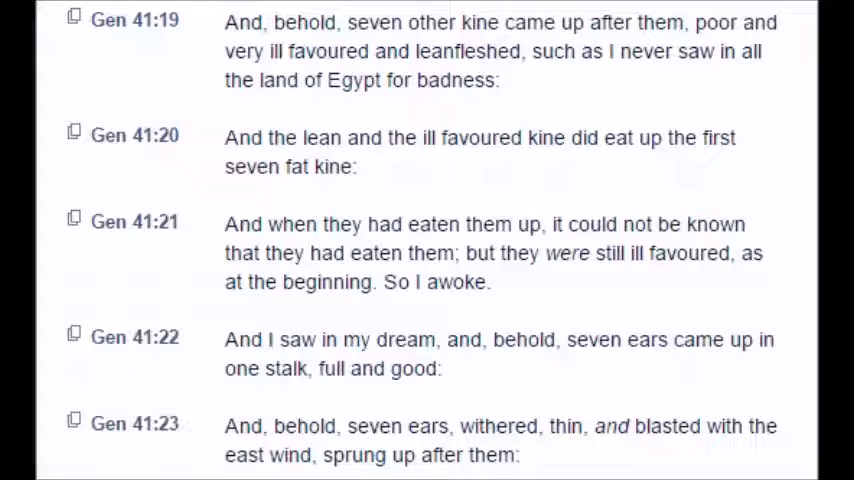 Gen 41:19 And, behold, seven other kine came up after them, poor and
very ill favoured and leanfleshed, such as I never saw in all
the land of Egypt for badness:
Gen 41:20 And the lean and the ill favoured kine did eat up the first
seven fat kine:
Gen 41:21 And when they had eaten them up, it could not be known
that they had eaten them; but they were still ill favoured, as
at the beginning. So I awoke.
Gen 41:22 And I saw in my dream, and, behold, seven ears came up in
one stalk, full and good:
Gen 41:23 And, behold, seven ears, withered, thin, and blasted with the
east wind, sprung up after them: